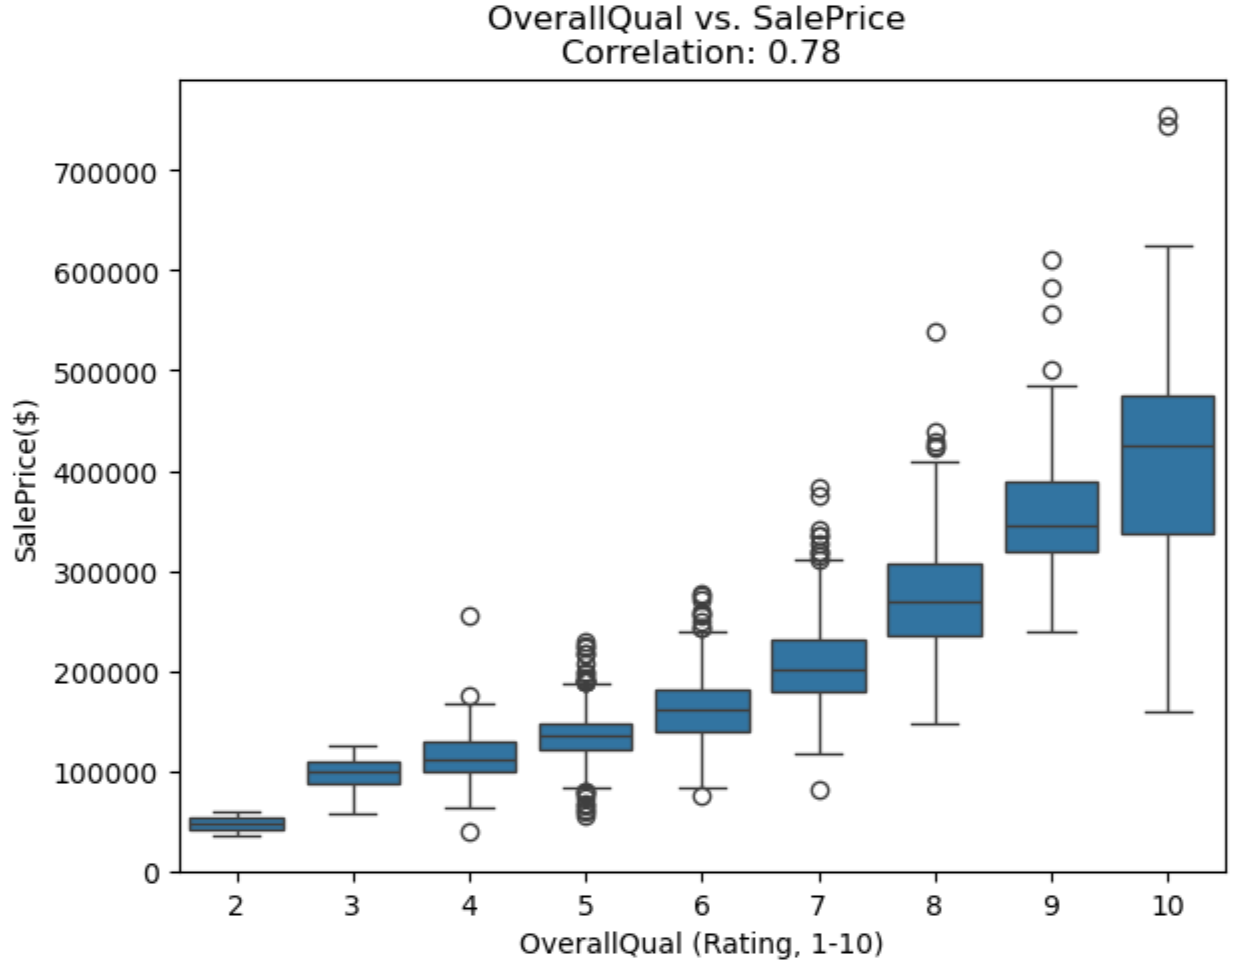 OverallQual vs. SalePrice
Correlation: 0.78
700000
600000
500000
400000
300000
200000
100000
0
SalePrice($)
2 3 4 5 6 7 8 9 10
OverallQual (Rating, 1-10)